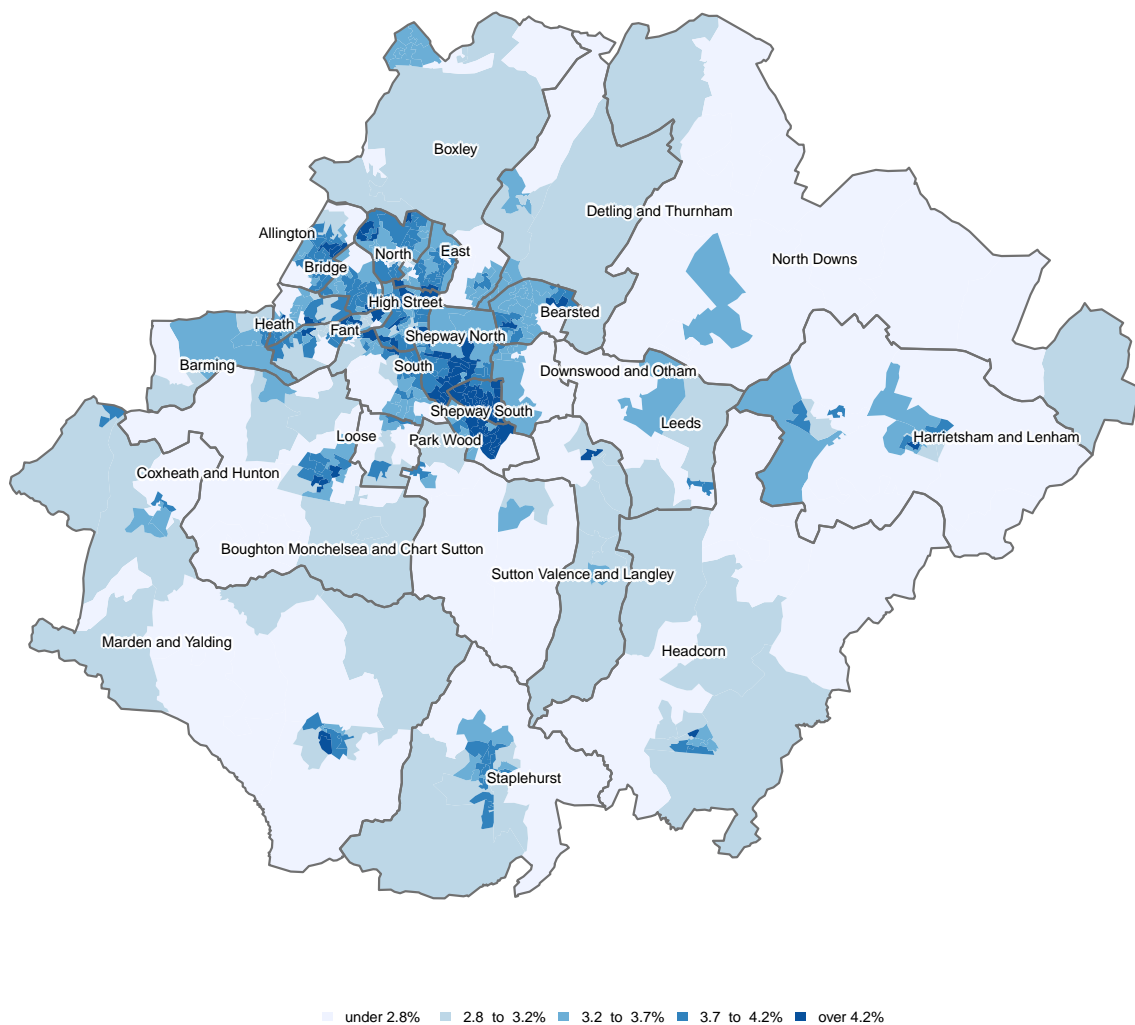 Boxley
Detling and Thurnham
Allington
North
East
North Downs
Bridge
High Street
Bearsted
Heath
Fant
Shepway North
Barming
South
Downswood and Otham
Shepway South
Leeds
Loose
Park Wood
Harrietsham and Lenham
Coxheath and Hunton
Boughton Monchelsea and Chart Sutton
Sutton Valence and Langley
Marden and Yalding
Headcorn
Staplehurst
under 2.8% 2.8 to 3.2% 3.2 to 3.7% 3.7 to 4.2% over 4.2%